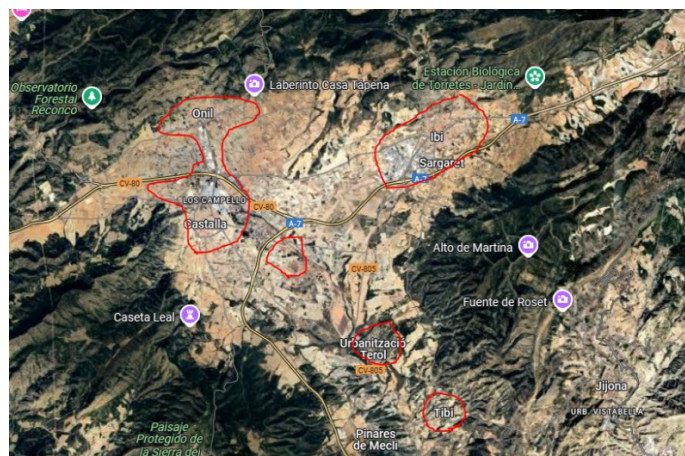 Observatorio
Forestal
Reconco
Laberinto Casa Tàpena
Estación Biológica
de Torretes - Jardín...
Onil
Ibi
A-7
Sargaret
A-7
CV-80
LOS CAMPELLO
CV-80
Castalla
A-7
Alto de Martina
CV-805
Fuente de Roset
Caseta Leal
Urbanització
Terol
CV-805
Jijona
Tibi
URB. VISTABELLA
Paisaje
Protegido de
la Sierra del
Pinares
de Mecli